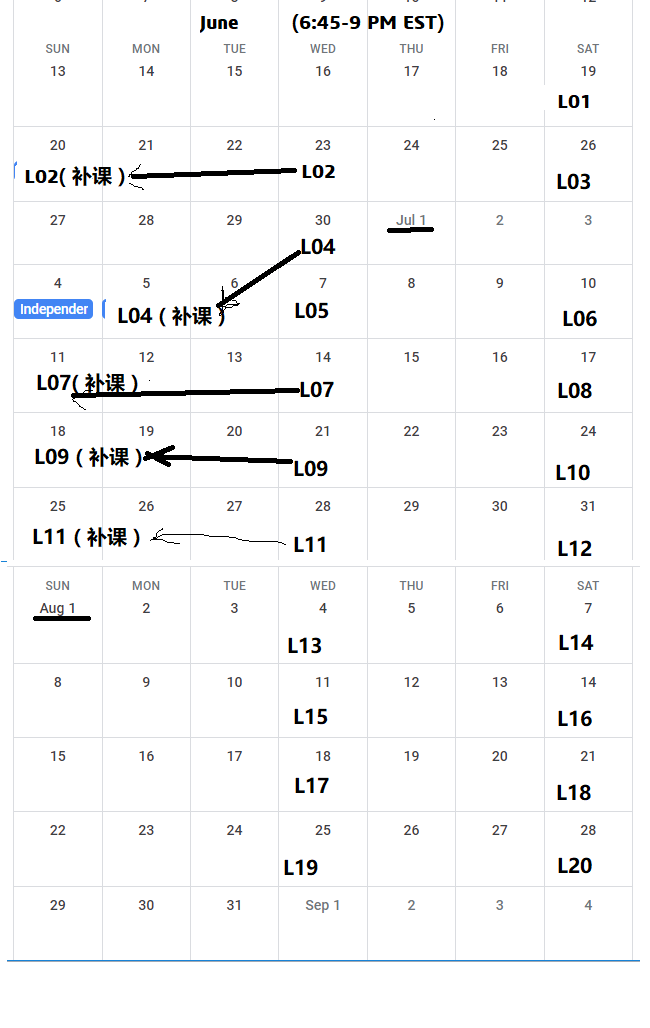 June (6:45-9 PM EST)
SUN MON TUE WED THU FRI SAT
13 14 15 16 17 18 19
L01
20 21 22 23 24 25 26
L02(补课) L02 L03
27 28 29 30 Jul 1 2 3
L04
4 5 6 7 8 9 10
Independer L04(补课) L05 L06
11 12 13 14 15 16 17
L07(补课) L07 L08
18 19 20 21 22 23 24
L09(补课) L09 L10
25 26 27 28 29 30 31
L11(补课) L11 L12
SUN MON TUE WED THU FRI SAT
Aug 1 2 3 4 5 6 7
L13 L14
8 9 10 11 12 13 14
L15 L16
15 16 17 18 19 20 21
L17 L18
22 23 24 25 26 27 28
L19 L20
29 30 31 Sep 1 2 3 4